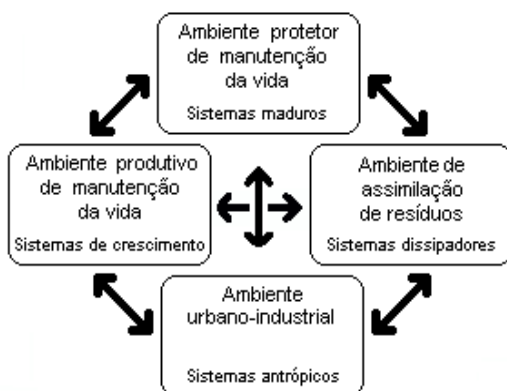 Ambiente protetor
de manutenção
da vida
Sistemas maduros
Ambiente produtivo
de manutenção
da vida
Sistemas de crescimento
Ambiente de
assimilação
de resíduos
Sistemas dissipadores
Ambiente
urbano-industrial
Sistemas antrópicos